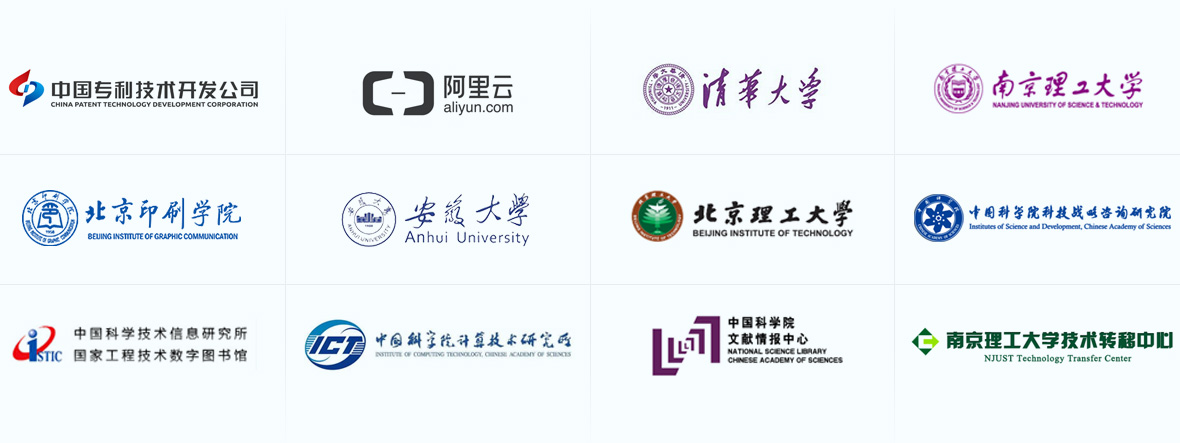 中国专利技术开发公司
CHINA PATENT TECHNOLOGY DEVELOPMENT CORPORATION
阿里云
aliyun.com
清華大学
南京理工大学
NANJING UNIVERSITY OF SCIENCE & TECHNOLOGY
北京印刷学院
BEIJING INSTITUTE OF GRAPHIC COMMUNICATION
安徽大学
Anhui University
北京理工大學
BEIJING INSTITUTE OF TECHNOLOGY
中国科学院科技战略咨询研究院
Institutes of Science and Development, Chinese Academy of Sciences
iSTIC
中国科学技术信息研究所
国家工程技术数字图书馆
ICT
中国科学院计算技术研究所
INSTITUTE OF COMPUTING TECHNOLOGY, CHINESE ACADEMY OF SCIENCES
中国科学院
文献情报中心
NATIONAL SCIENCE LIBRARY
CHINESE ACADEMY OF SCIENCES
南京理工大学技术转移中心
NJUST Technology Transfer Center